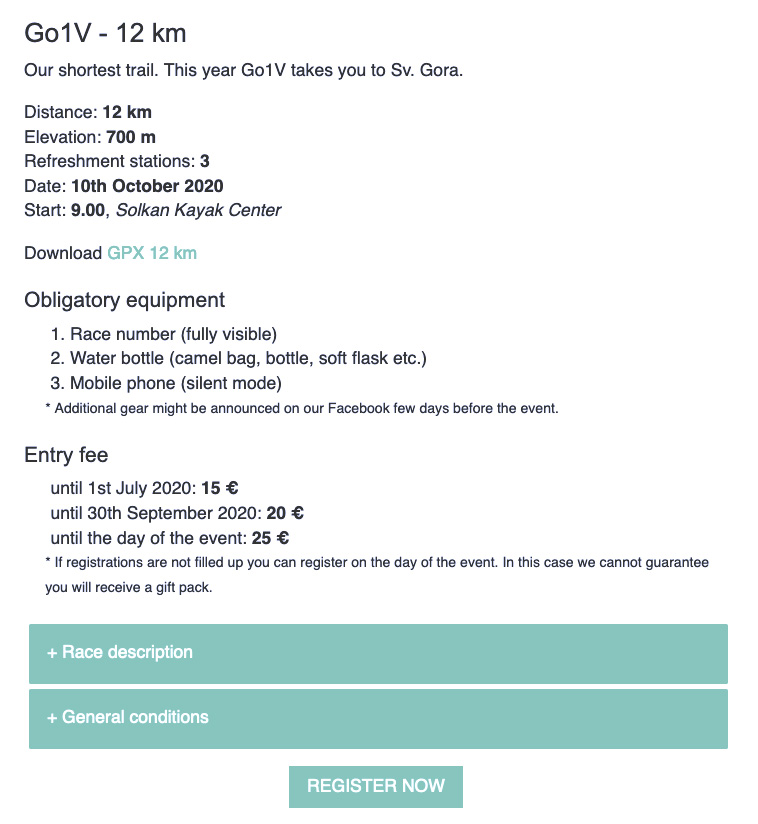 Go1V - 12 km
Our shortest trail. This year Go1V takes you to Sv. Gora.
Distance: 12 km
Elevation: 700 m
Refreshment stations: 3
Date: 10th October 2020
Start: 9.00, Solkan Kayak Center
Download GPX 12 km
Obligatory equipment
1. Race number (fully visible)
2. Water bottle (camel bag, bottle, soft flask etc.)
3. Mobile phone (silent mode)
* Additional gear might be announced on our Facebook few days before the event.
Entry fee
until 1st July 2020: 15 €
until 30th September 2020: 20 €
until the day of the event: 25 €
* If registrations are not filled up you can register on the day of the event. In this case we cannot guarantee
you will receive a gift pack.
+ Race description
+ General conditions
REGISTER NOW